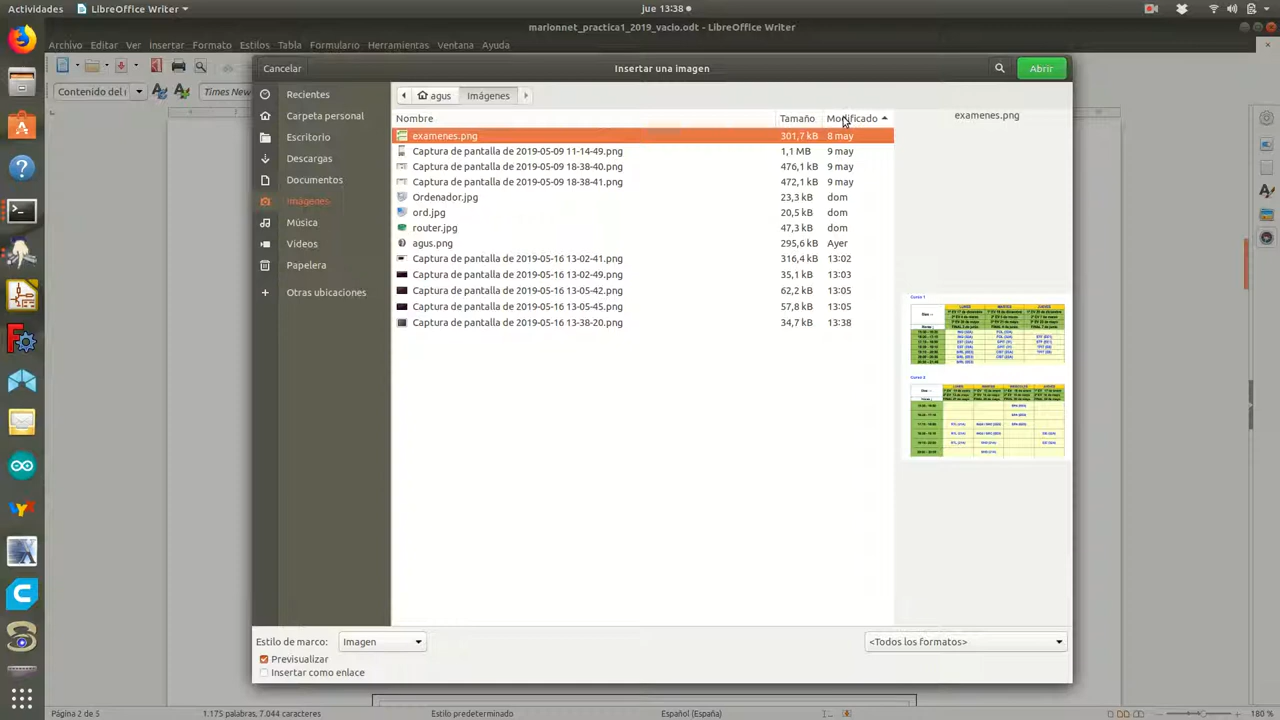 Actividades
LibreOffice Writer
jue 13:38
marionnet_practica1_2019_vacio.odt - LibreOffice Writer
Archivo Editar Ver Insertar Formato Estilos Tabla Formulario Herramientas Ventana Ayuda
Cancelar
Insertar una imagen
Abrir
Contenido del
Times New
agus
Imágenes
Recientes
Carpeta personal
Escritorio
Descargas
Documentos
Imágenes
Música
Vídeos
Papelera
Otras ubicaciones
Nombre Tamaño Modificado
examenes.png 301,7 kB 8 may
Captura de pantalla de 2019-05-09 11-14-49.png 1,1 MB 9 may
Captura de pantalla de 2019-05-09 18-38-40.png 476,1 kB 9 may
Captura de pantalla de 2019-05-09 18-38-41.png 472,1 kB 9 may
Ordenador.jpg 23,3 kB dom
ord.jpg 20,5 kB dom
router.jpg 47,3 kB dom
agus.png 295,6 kB Ayer
Captura de pantalla de 2019-05-16 13-02-41.png 316,4 kB 13:02
Captura de pantalla de 2019-05-16 13-02-49.png 35,1 kB 13:03
Captura de pantalla de 2019-05-16 13-05-42.png 62,2 kB 13:05
Captura de pantalla de 2019-05-16 13-05-45.png 57,8 kB 13:05
Captura de pantalla de 2019-05-16 13-38-20.png 34,7 kB 13:38
examenes.png
Curso 1
LUNES MARTES JUEVES
Curso 2
LUNES MARTES MIERCOLES JUEVES
Estilo de marco:
Imagen
<Todos los formatos>
Previsualizar
Insertar como enlace
Página 2 de 5
1.175 palabras, 7.044 caracteres
Estilo predeterminado
Español (España)
180 %